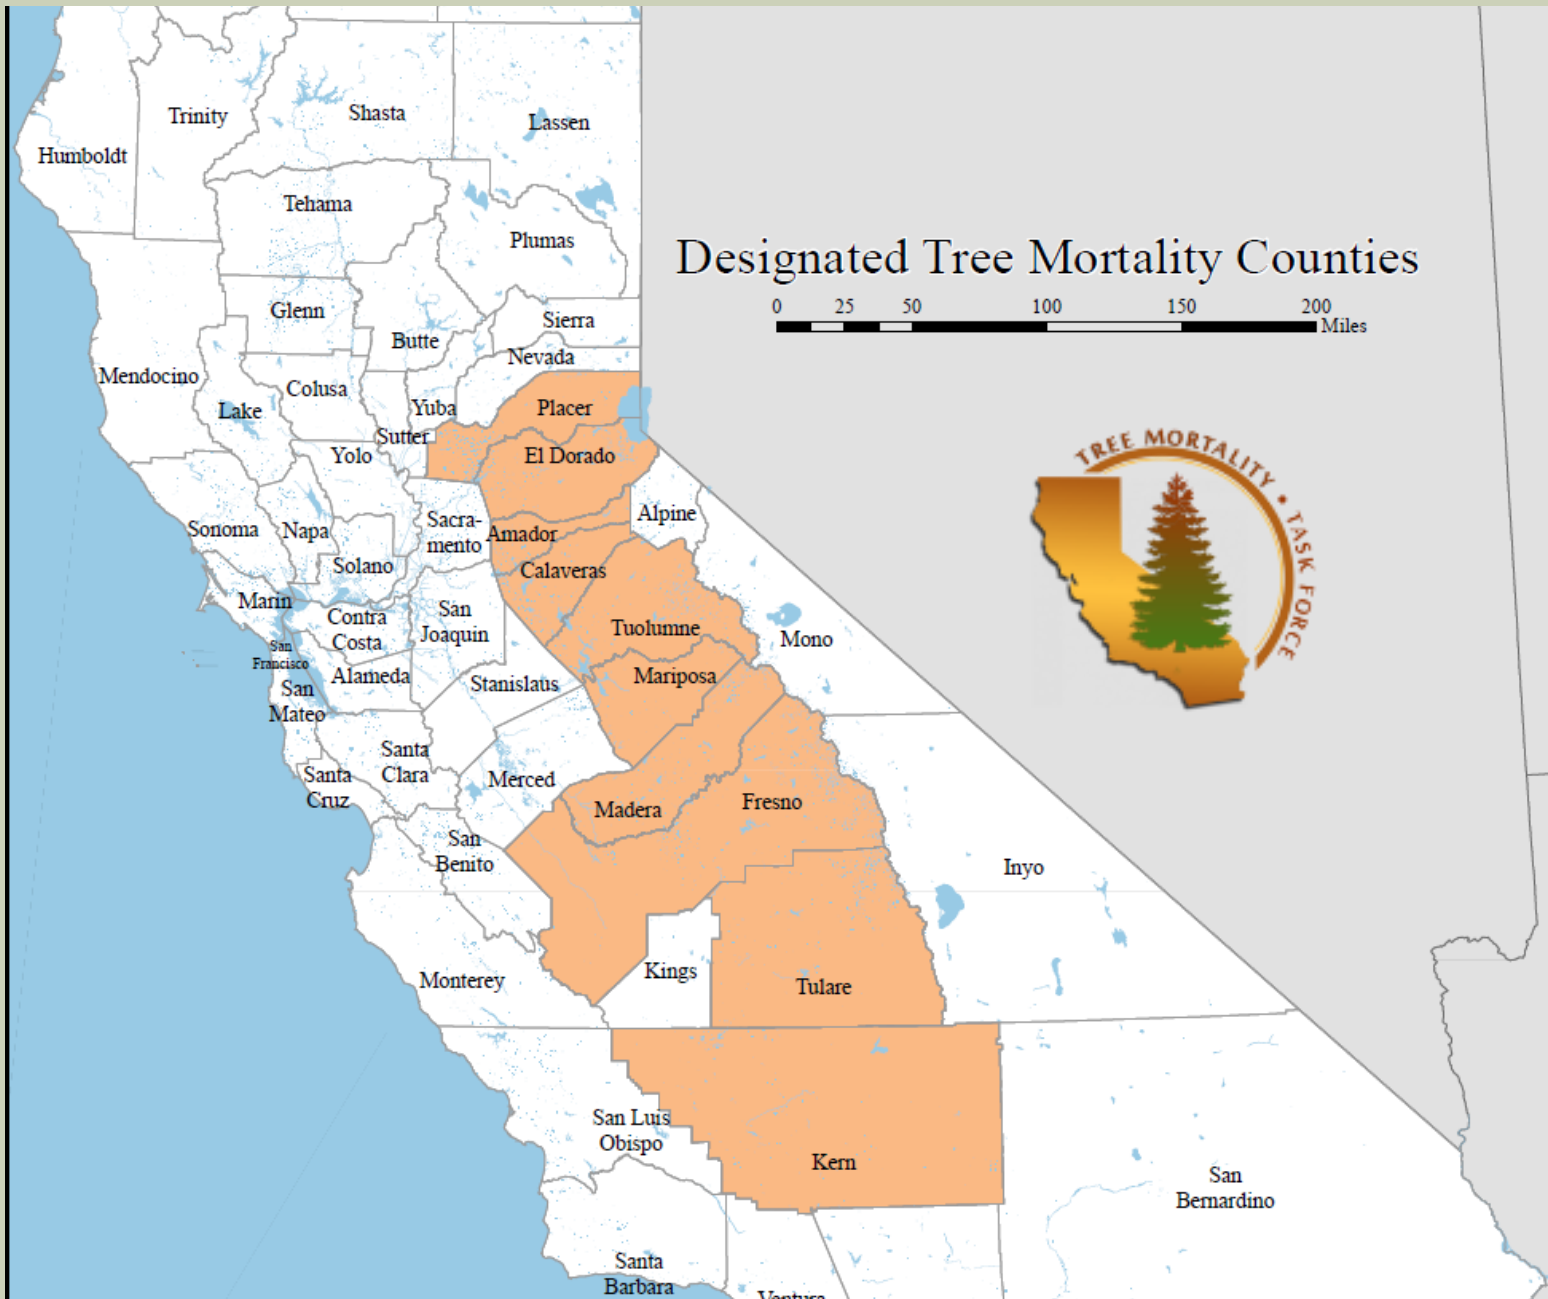 Trinity
Shasta
Lassen
Humboldt
Tehama
Plumas
Designated Tree Mortality Counties
0 25 50 100 150 200
Miles
Glenn
Sierra
Butte
Nevada
Mendocino
Colusa
Lake
Yuba
Placer
Sutter
Yolo
El Dorado
TREE MORTALITY • TASK FORCE
Sonoma
Napa
Sacra-
mento
Amador
Alpine
Solano
Calaveras
Marin
Contra
Costa
San
Joaquin
Tuolumne
Mono
San
Francisco
Alameda
Stanislaus
Mariposa
San
Mateo
Santa
Clara
Merced
Santa
Cruz
Madera
Fresno
San
Benito
Inyo
Monterey
Kings
Tulare
San Luis
Obispo
Kern
San
Bernardino
Santa
Barbara
Ventura